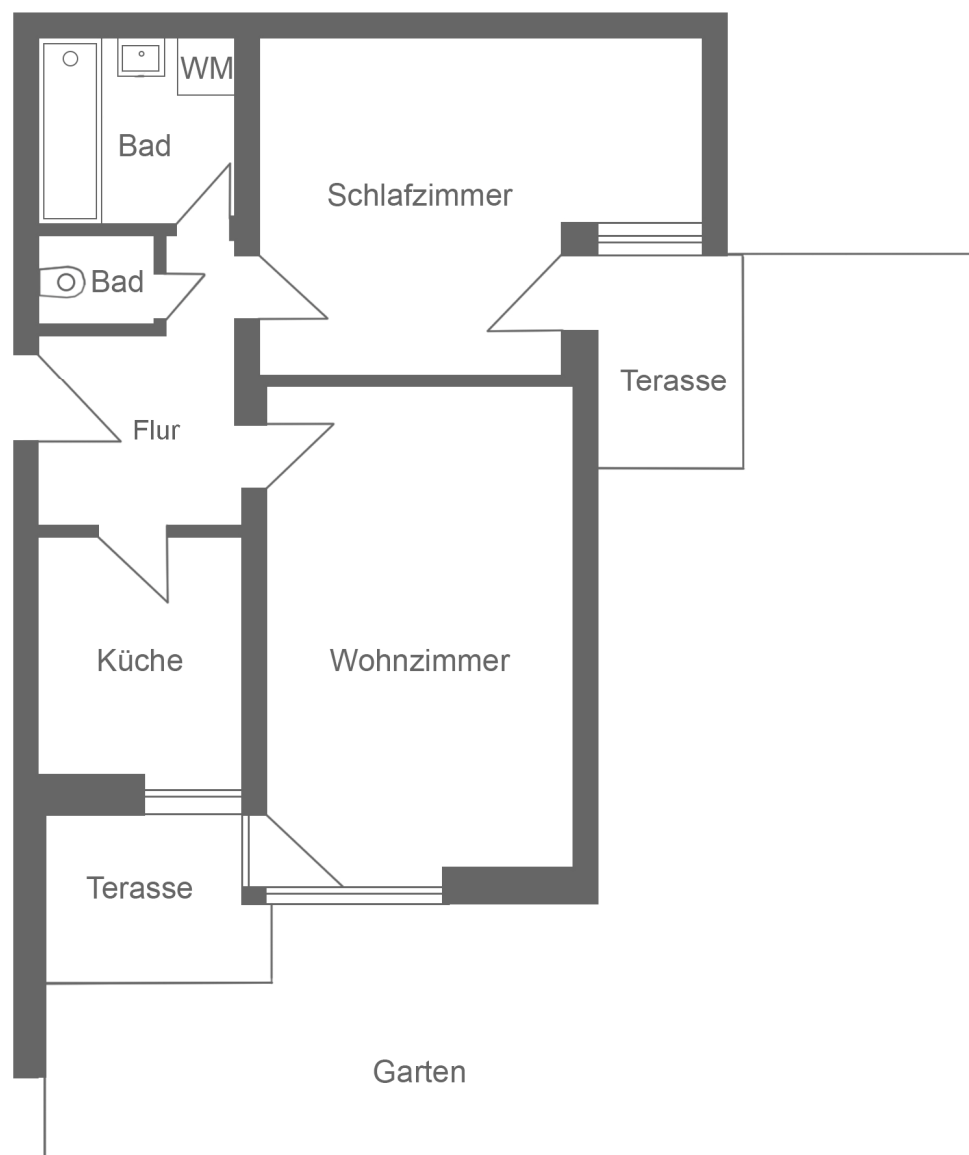 WM
Bad
Schlafzimmer
Bad
Terasse
Flur
Küche
Wohnzimmer
Terasse
Garten